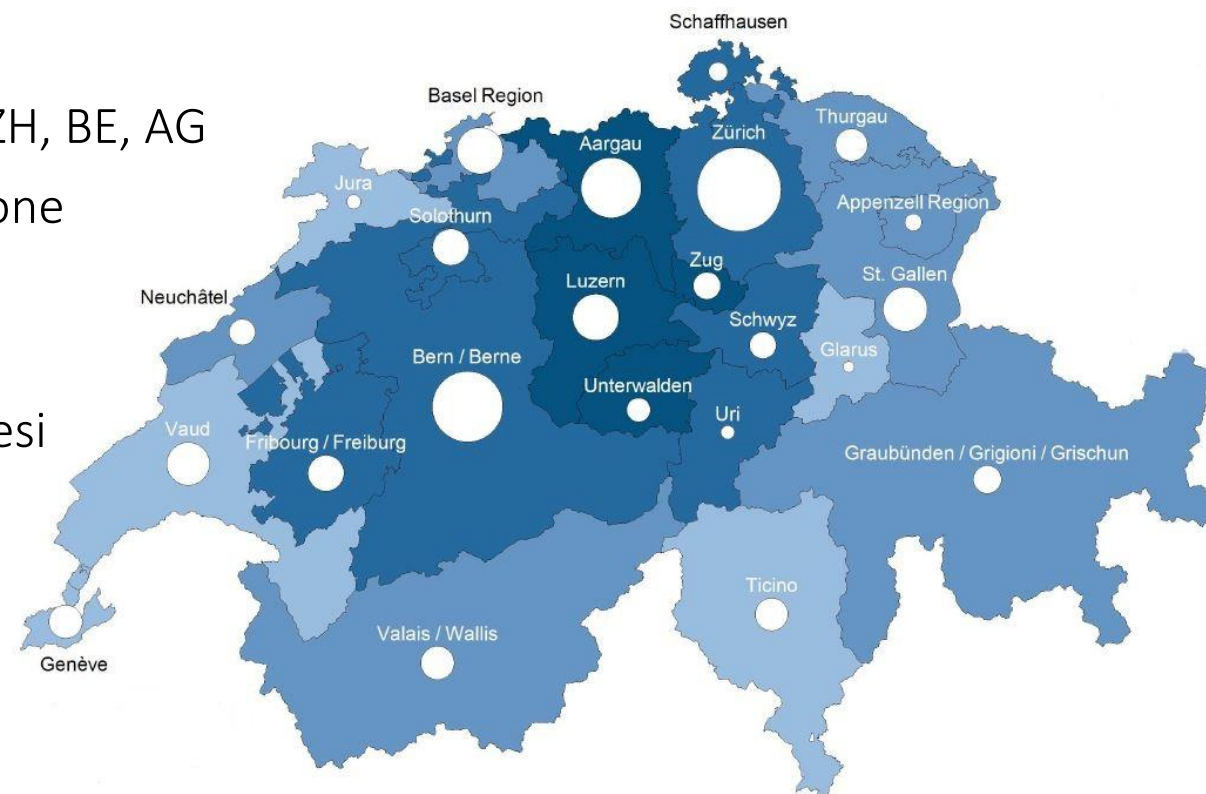 Schaffhausen
ZH, BE, AG
Basel Region
Thurgau
Zürich
Aargau
Jura
one
Appenzell Region
Solothurn
Zug
St. Gallen
Luzern
Neuchâtel
Schwyz
Glarus
Bern / Berne
Unterwalden
Uri
esi
Vaud
Fribourg / Freiburg
Graubünden / Grigioni / Grischun
Ticino
Valais / Wallis
Genève